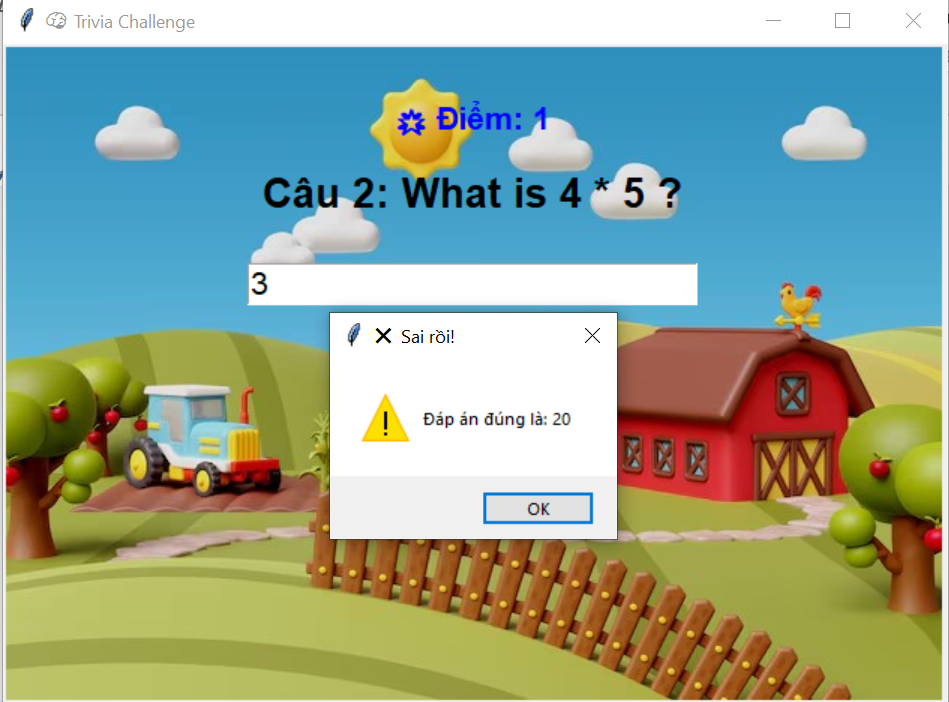 Trivia Challenge
Điểm: 1
Câu 2: What is 4 * 5 ?
3
Sai rồi!
Đáp án đúng là: 20
OK